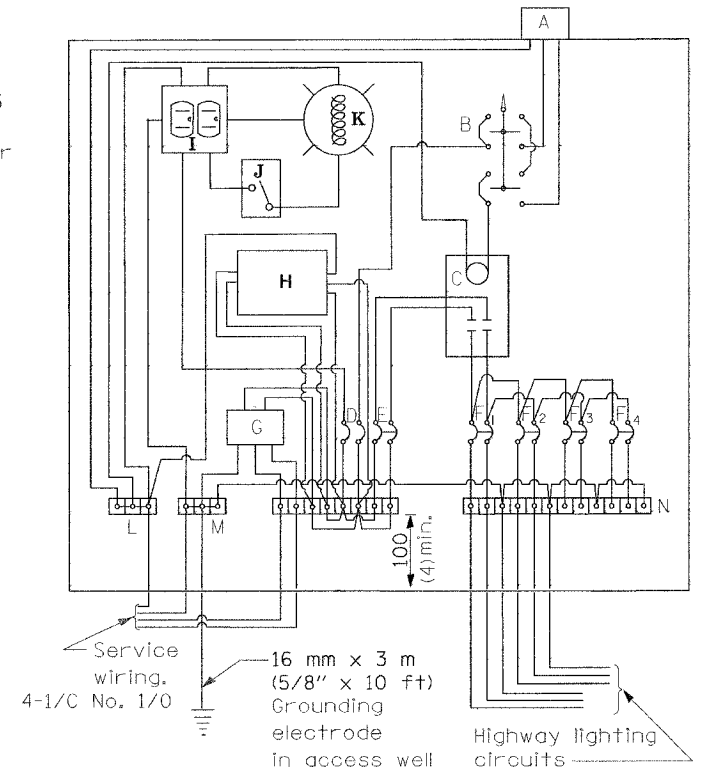 A
B
I
K
J
H
C
D
E
F1
F2
F3
F4
G
L
M
N
100
(4)min.
Service
wiring.
4-1/C No. 1/0
16 mm x 3 m
(5/8" x 10 ft)
Grounding
electrode
in access well
Highway lighting
circuits